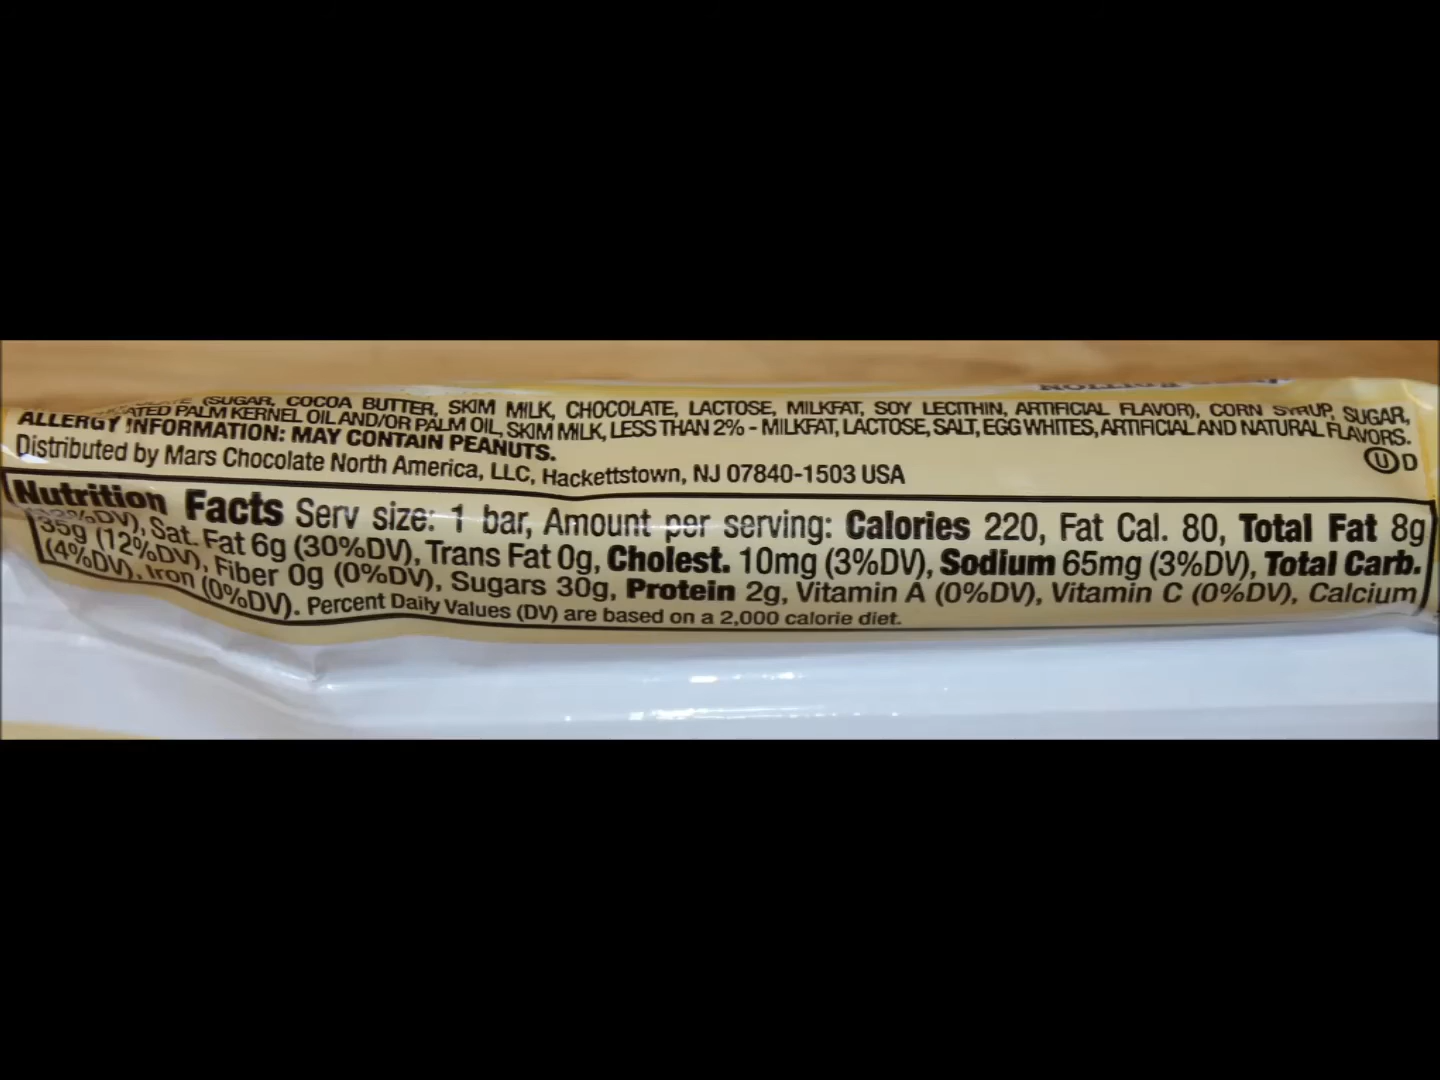 (SUGAR, COCOA BUTTER, SKIM MILK, CHOCOLATE, LACTOSE, MILKFAT, SOY LECITHIN, ARTIFICIAL FLAVOR), CORN SYRUP, SUGAR,
PALM KERNEL OIL AND/OR PALM OIL, SKIM MILK, LESS THAN 2% - MILKFAT, LACTOSE, SALT, EGG WHITES, ARTIFICIAL AND NATURAL FLAVORS.
ALLERGY INFORMATION: MAY CONTAIN PEANUTS.
Distributed by Mars Chocolate North America, LLC, Hackettstown, NJ 07840-1503 USA
U D
Nutrition Facts Serv size: 1 bar, Amount per serving: Calories 220, Fat Cal. 80, Total Fat 8g
DV), Sat. Fat 6g (30%DV), Trans Fat 0g, Cholest. 10mg (3%DV), Sodium 65mg (3%DV), Total Carb.
35g (12%DV), Fiber 0g (0%DV), Sugars 30g, Protein 2g, Vitamin A (0%DV), Vitamin C (0%DV), Calcium
(4%DV), Iron (0%DV). Percent Daily Values (DV) are based on a 2,000 calorie diet.